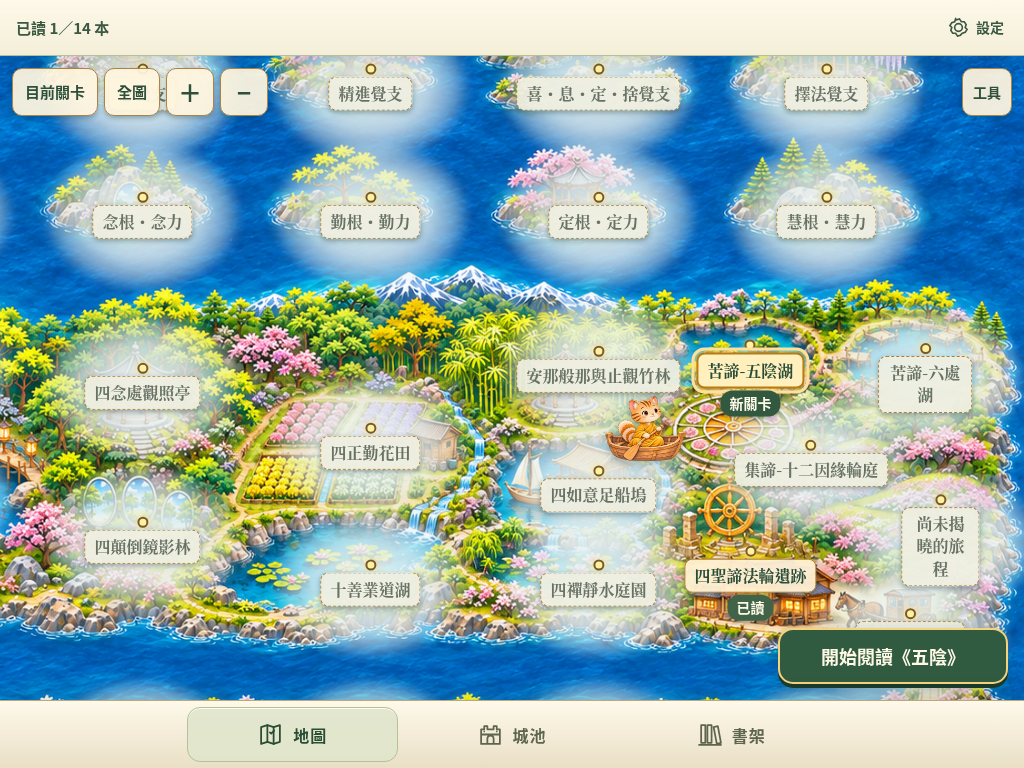 已讀 1／14 本
設定
目前關卡
全圖
支
＋
−
精進覺支
喜・息・定・捨覺支
擇法覺支
工具
念根・念力
勤根・勤力
定根・定力
慧根・慧力
四念處觀照亭
安那般那與止觀竹林
苦諦-五陰湖
新關卡
苦諦-六處
湖
四正勤花田
集諦-十二因緣輪庭
四如意足船塢
四顛倒鏡影林
尚未揭
曉的旅
程
十善業道湖
四禪靜水庭園
四聖諦法輪遺跡
已讀
開始閱讀《五陰》
地圖
城池
書架